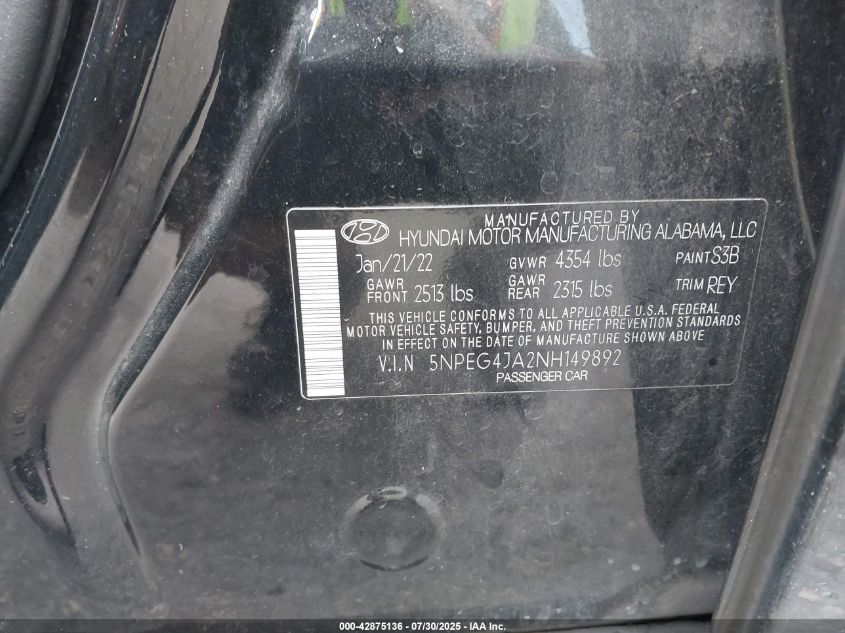 MANUFACTURED BY
HYUNDAI MOTOR MANUFACTURING ALABAMA, LLC
Jan/21/22 GVWR 4354 lbs PAINT S3B
GAWR FRONT 2513 lbs GAWR REAR 2315 lbs TRIM REY
THIS VEHICLE CONFORMS TO ALL APPLICABLE U.S.A. FEDERAL
MOTOR VEHICLE SAFETY, BUMPER, AND THEFT PREVENTION STANDARDS
IN EFFECT ON THE DATE OF MANUFACTURE SHOWN ABOVE
V.I.N 5NPEG4JA2NH149892
PASSENGER CAR
000-42875136 - 07/30/2025 - IAA Inc.